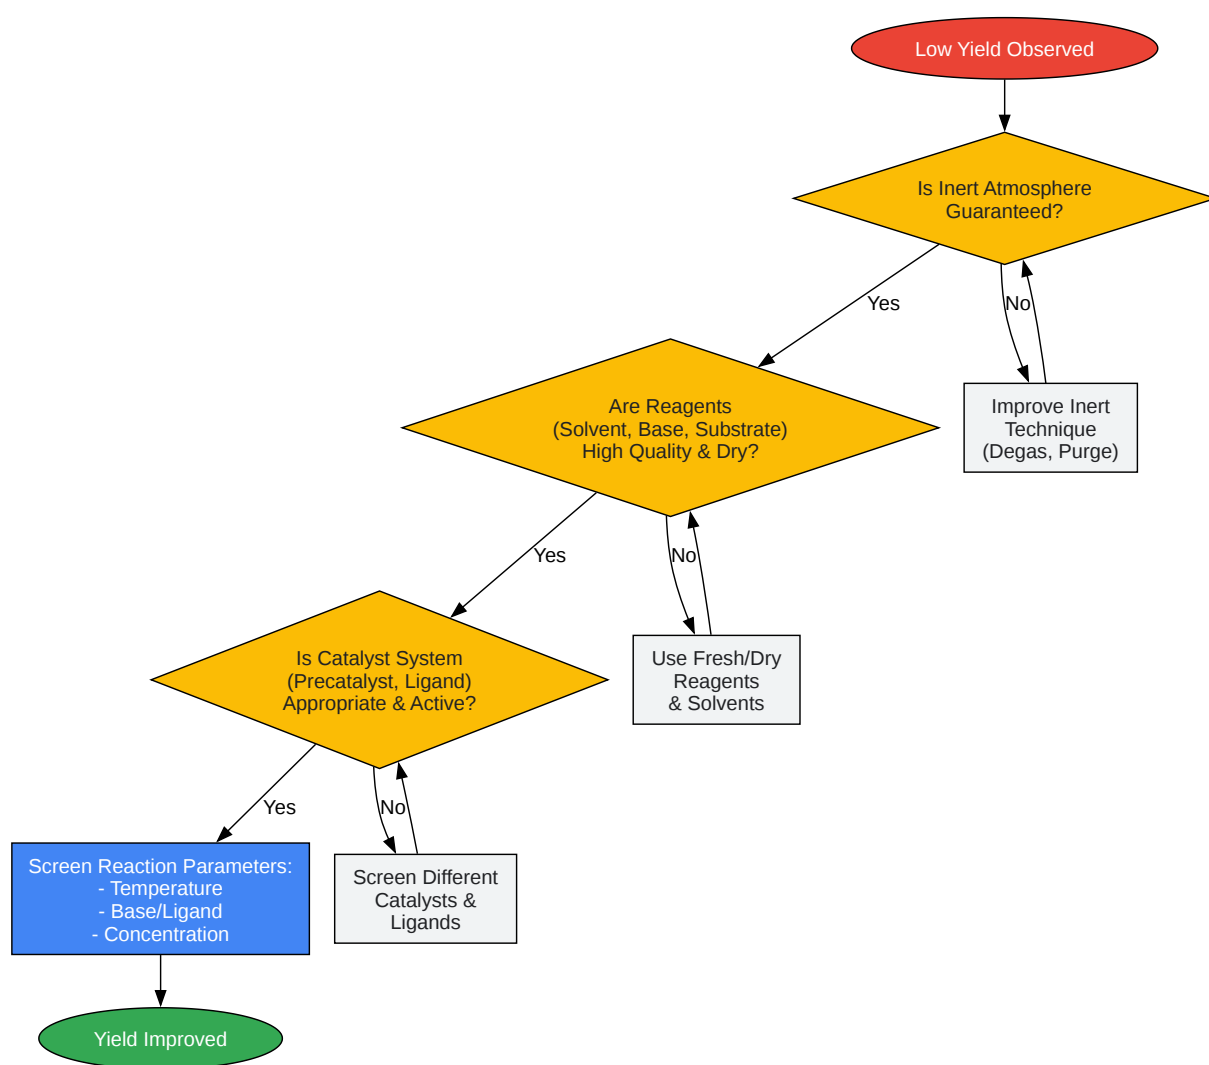 Low Yield Observed
Is Inert Atmosphere
Guaranteed?
Yes
No
Are Reagents
(Solvent, Base, Substrate)
High Quality & Dry?
Improve Inert
Technique
(Degas, Purge)
Yes
No
Is Catalyst System
(Precatalyst, Ligand)
Appropriate & Active?
Use Fresh/Dry
Reagents
& Solvents
Yes
No
Screen Reaction Parameters:
- Temperature
- Base/Ligand
- Concentration
Screen Different
Catalysts &
Ligands
Yield Improved